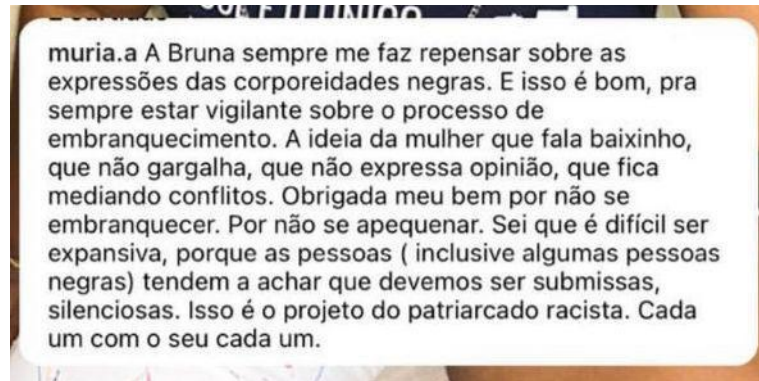 muria.a A Bruna sempre me faz repensar sobre as
expressões das corporeidades negras. E isso é bom, pra
sempre estar vigilante sobre o processo de
embranquecimento. A ideia da mulher que fala baixinho,
que não gargalha, que não expressa opinião, que fica
mediando conflitos. Obrigada meu bem por não se
embranquecer. Por não se apequenar. Sei que é difícil ser
expansiva, porque as pessoas ( inclusive algumas pessoas
negras) tendem a achar que devemos ser submissas,
silenciosas. Isso é o projeto do patriarcado racista. Cada
um com o seu cada um.